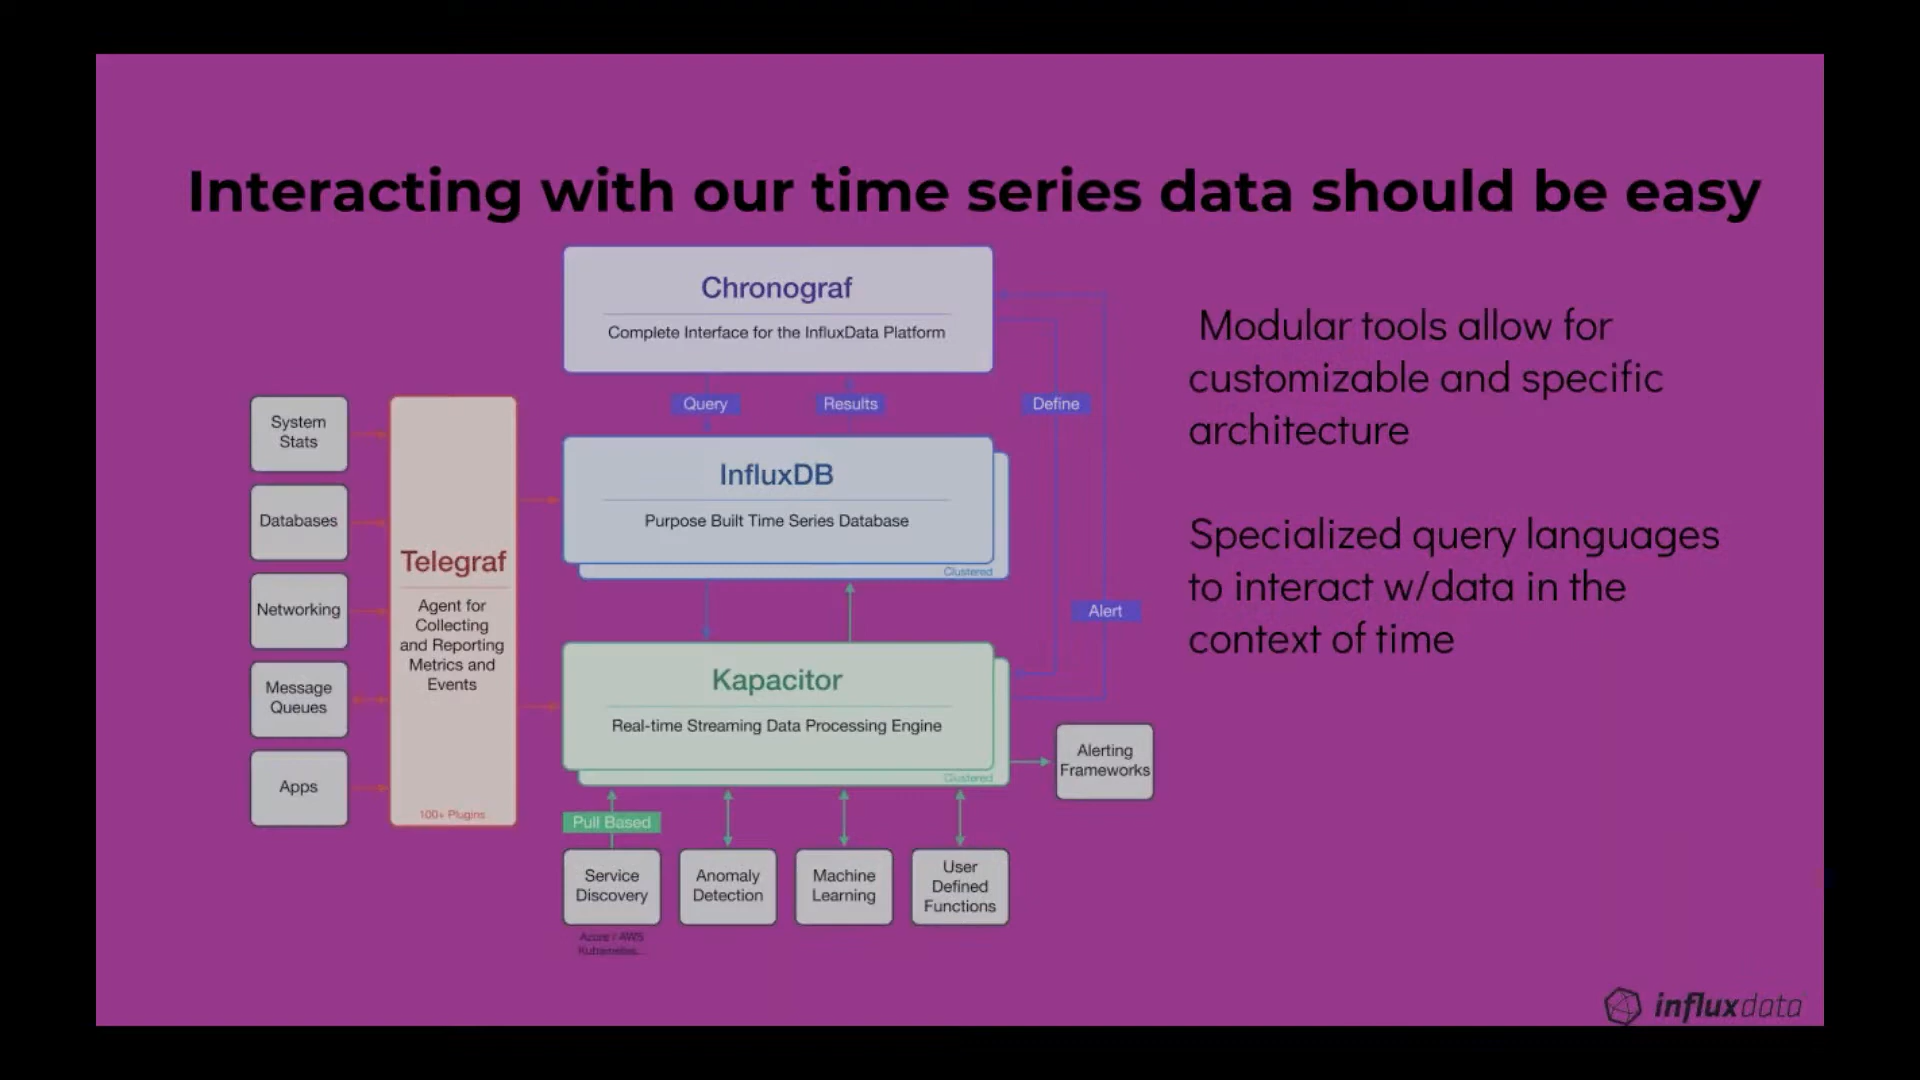 Interacting with our time series data should be easy
Chronograf
Complete Interface for the InfluxData Platform
Query
Results
Define
System
Stats
Databases
Networking
Message
Queues
Apps
Telegraf
Agent for
Collecting
and Reporting
Metrics and
Events
100+ Plugins
InfluxDB
Purpose Built Time Series Database
Clustered
Alert
Kapacitor
Real-time Streaming Data Processing Engine
Clustered
Alerting
Frameworks
Pull Based
Service
Discovery
Azure / AWS
Kubernetes...
Anomaly
Detection
Machine
Learning
User
Defined
Functions
Modular tools allow for
customizable and specific
architecture
Specialized query languages
to interact w/data in the
context of time
influxdata